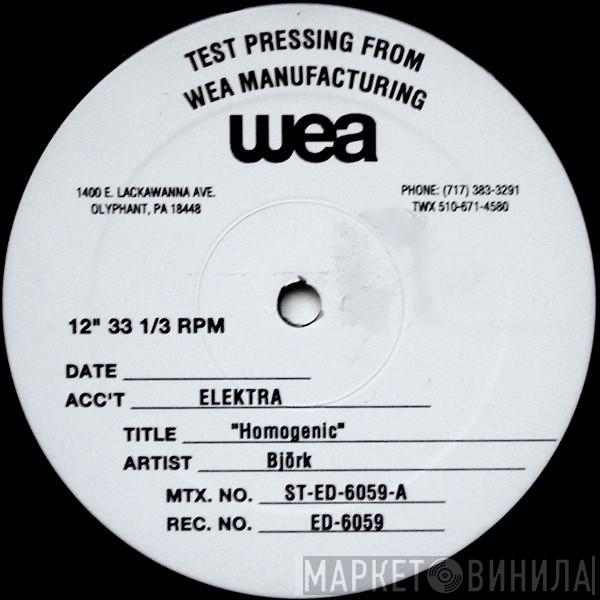 TEST PRESSING FROM
WEA MANUFACTURING
wea
1400 E. LACKAWANNA AVE.
OLYPHANT, PA 18448
PHONE: (717) 383-3291
TWX 510-671-4580
12" 33 1/3 RPM
DATE
ACC'T ELEKTRA
TITLE "Homogenic"
ARTIST Björk
MTX. NO. ST-ED-6059-A
REC. NO. ED-6059
МАРКЕТ ВИНИЛА